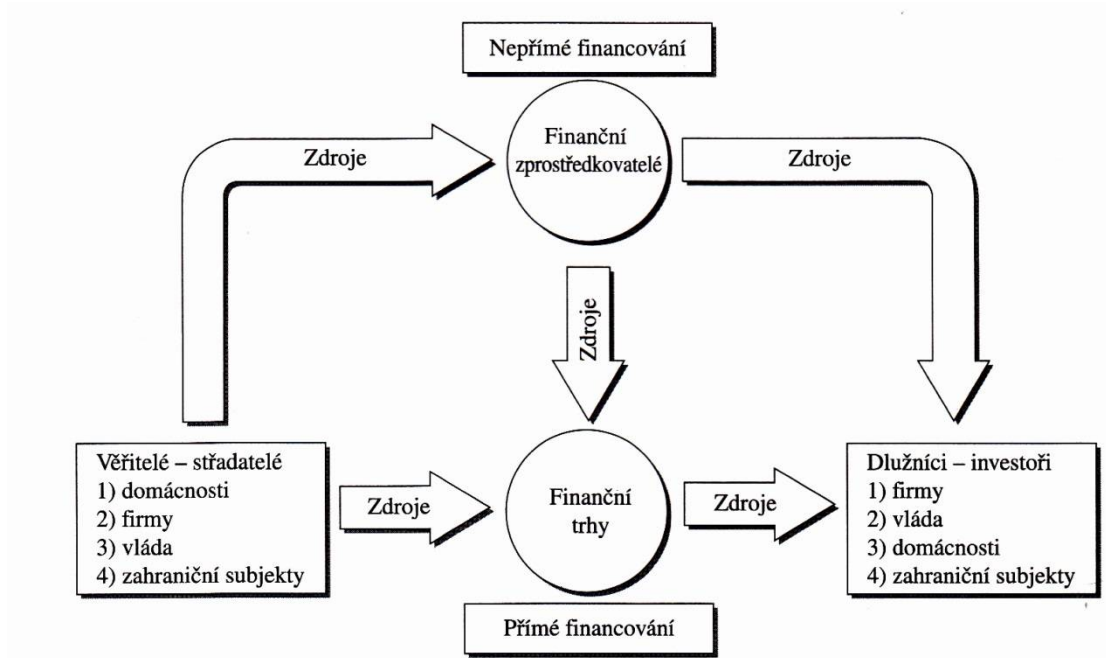 Nepřímé financování
Zdroje
Finanční
zprostředkovatelé
Zdroje
Zdroje
Věřitelé – střadatelé
1) domácnosti
2) firmy
3) vláda
4) zahraniční subjekty
Zdroje
Finanční
trhy
Zdroje
Dlužníci – investoři
1) firmy
2) vláda
3) domácnosti
4) zahraniční subjekty
Přímé financování